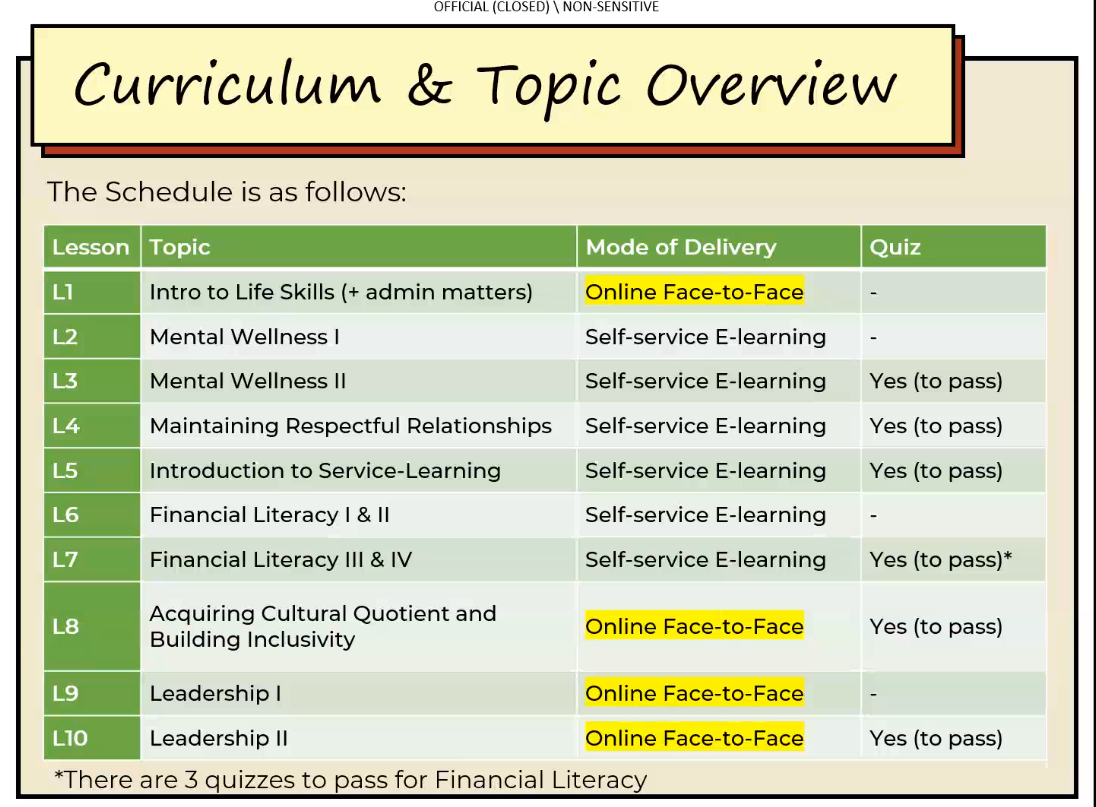 OFFICIAL (CLOSED) \ NON-SENSITIVE
Curriculum & Topic Overview
The Schedule is as follows:
Lesson Topic Mode of Delivery Quiz
L1 Intro to Life Skills (+ admin matters) Online Face-to-Face -
L2 Mental Wellness I Self-service E-learning -
L3 Mental Wellness II Self-service E-learning Yes (to pass)
L4 Maintaining Respectful Relationships Self-service E-learning Yes (to pass)
L5 Introduction to Service-Learning Self-service E-learning Yes (to pass)
L6 Financial Literacy I & II Self-service E-learning -
L7 Financial Literacy III & IV Self-service E-learning Yes (to pass)*
L8 Acquiring Cultural Quotient and
Building Inclusivity Online Face-to-Face Yes (to pass)
L9 Leadership I Online Face-to-Face -
L10 Leadership II Online Face-to-Face Yes (to pass)
*There are 3 quizzes to pass for Financial Literacy